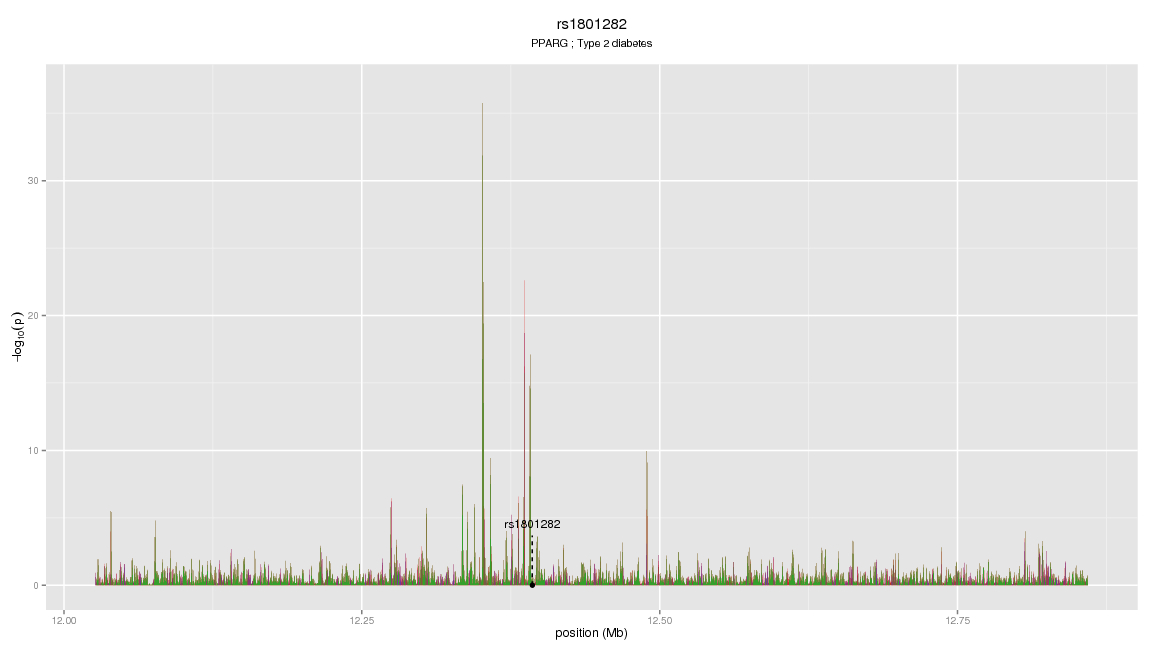 rs1801282
PPARG ; Type 2 diabetes
−log10(p)
30
20
10
0
rs1801282
12.00
12.25
12.50
12.75
position (Mb)